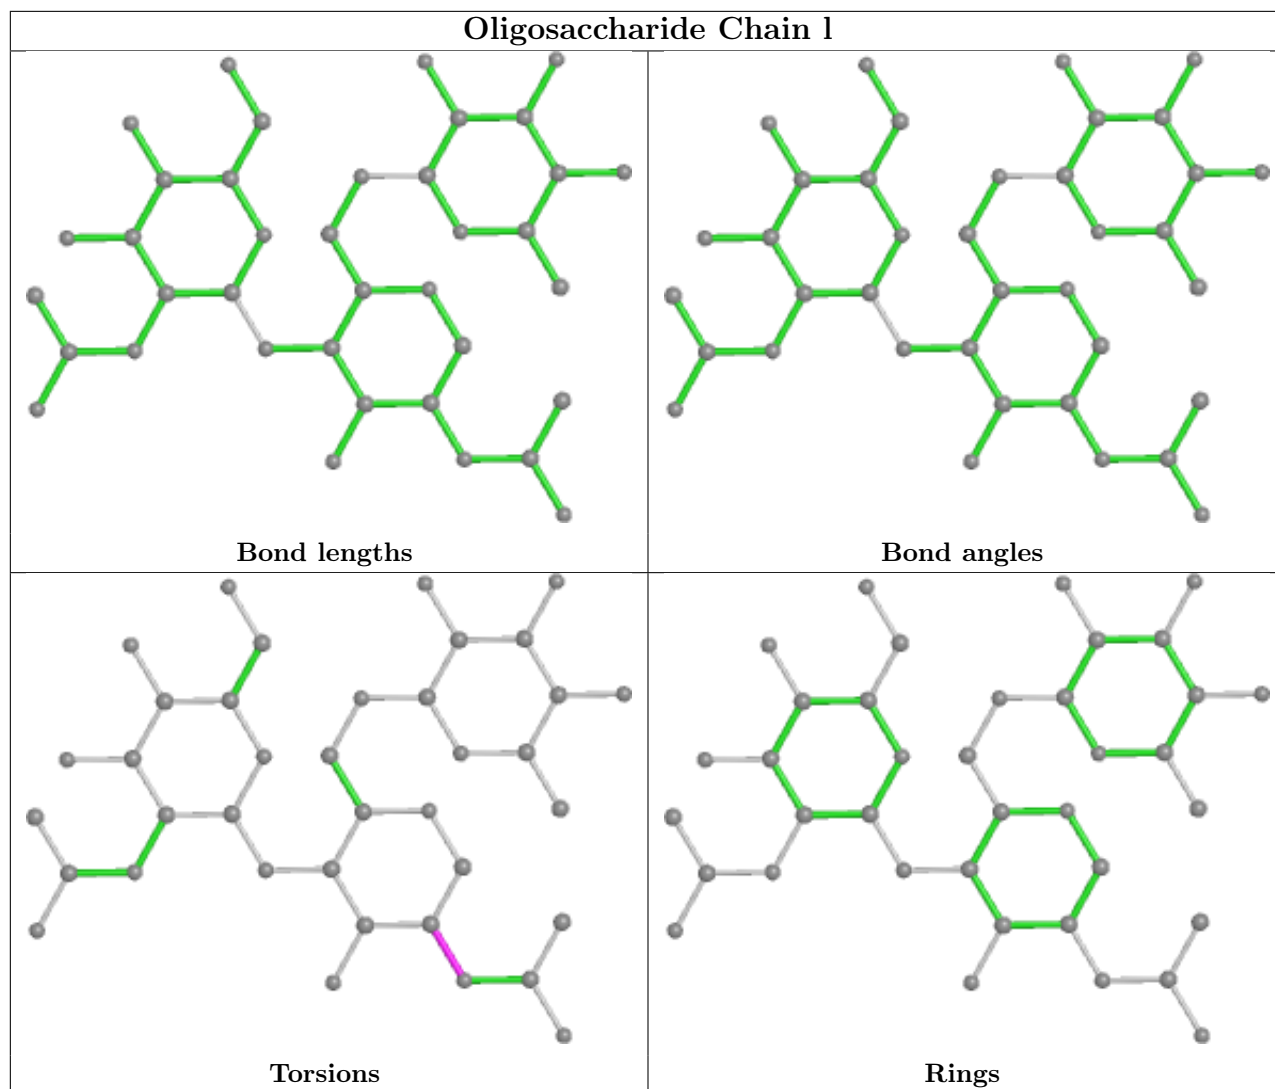 Oligosaccharide Chain l
Bond lengths
Bond angles
Torsions
Rings